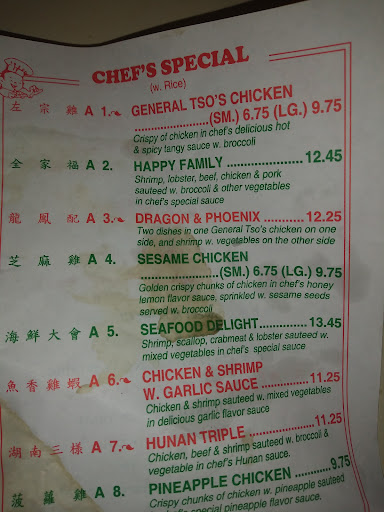 CHEF'S SPECIAL
(w. Rice)
左宗雞 A 1. GENERAL TSO'S CHICKEN
......................(SM.) 6.75 (LG.) 9.75
Crispy of chicken in chef's delicious hot
& spicy tangy sauce w. broccoli
全家福 A 2. HAPPY FAMILY ................... 12.45
Shrimp, lobster, beef, chicken & pork
sauteed w. broccoli & other vegetables
in chef's special sauce
龍鳳配 A 3. DRAGON & PHOENIX ........... 12.25
Two dishes in one General Tso's chicken on one
side, and shrimp w. vegetables on the other side
芝麻雞 A 4. SESAME CHICKEN
......................(SM.) 6.75 (LG.) 9.75
Golden crispy chunks of chicken in chef's honey
lemon flavor sauce, sprinkled w. sesame seeds
served w. broccoli
海鮮大會 A 5. SEAFOOD DELIGHT............ 13.45
Shrimp, scallop, crabmeat & lobster sauteed w.
mixed vegetables in chef's special sauce
魚香雞蝦 A 6. CHICKEN & SHRIMP
W. GARLIC SAUCE ............ 11.25
Chicken & shrimp sauteed w. mixed vegetables
in delicious garlic flavor sauce
湖南三樣 A 7. HUNAN TRIPLE ................ 11.25
Chicken, beef & shrimp sauteed w. broccoli &
vegetable in chef's Hunan sauce.
菠蘿雞 A 8. PINEAPPLE CHICKEN ........... 9.75
Crispy chunks of chicken w. pineapple sauteed
special pineapple flavor sauce.